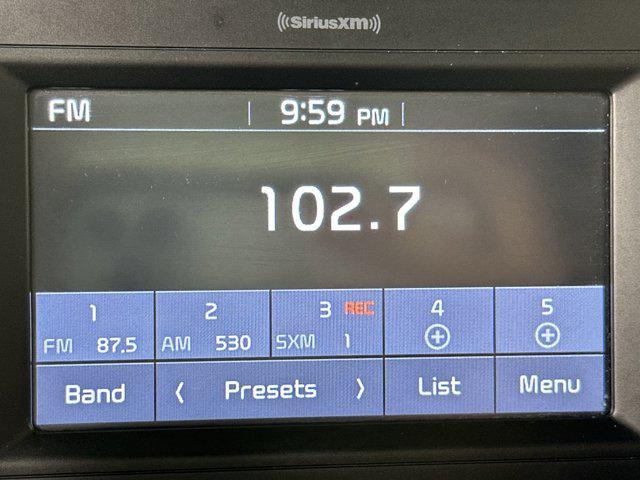 ((SiriusXM))
FM 9:59 PM
102.7
1 2 3 REC 4 5
FM 87.5 AM 530 SXM 1
Band < Presets > List Menu